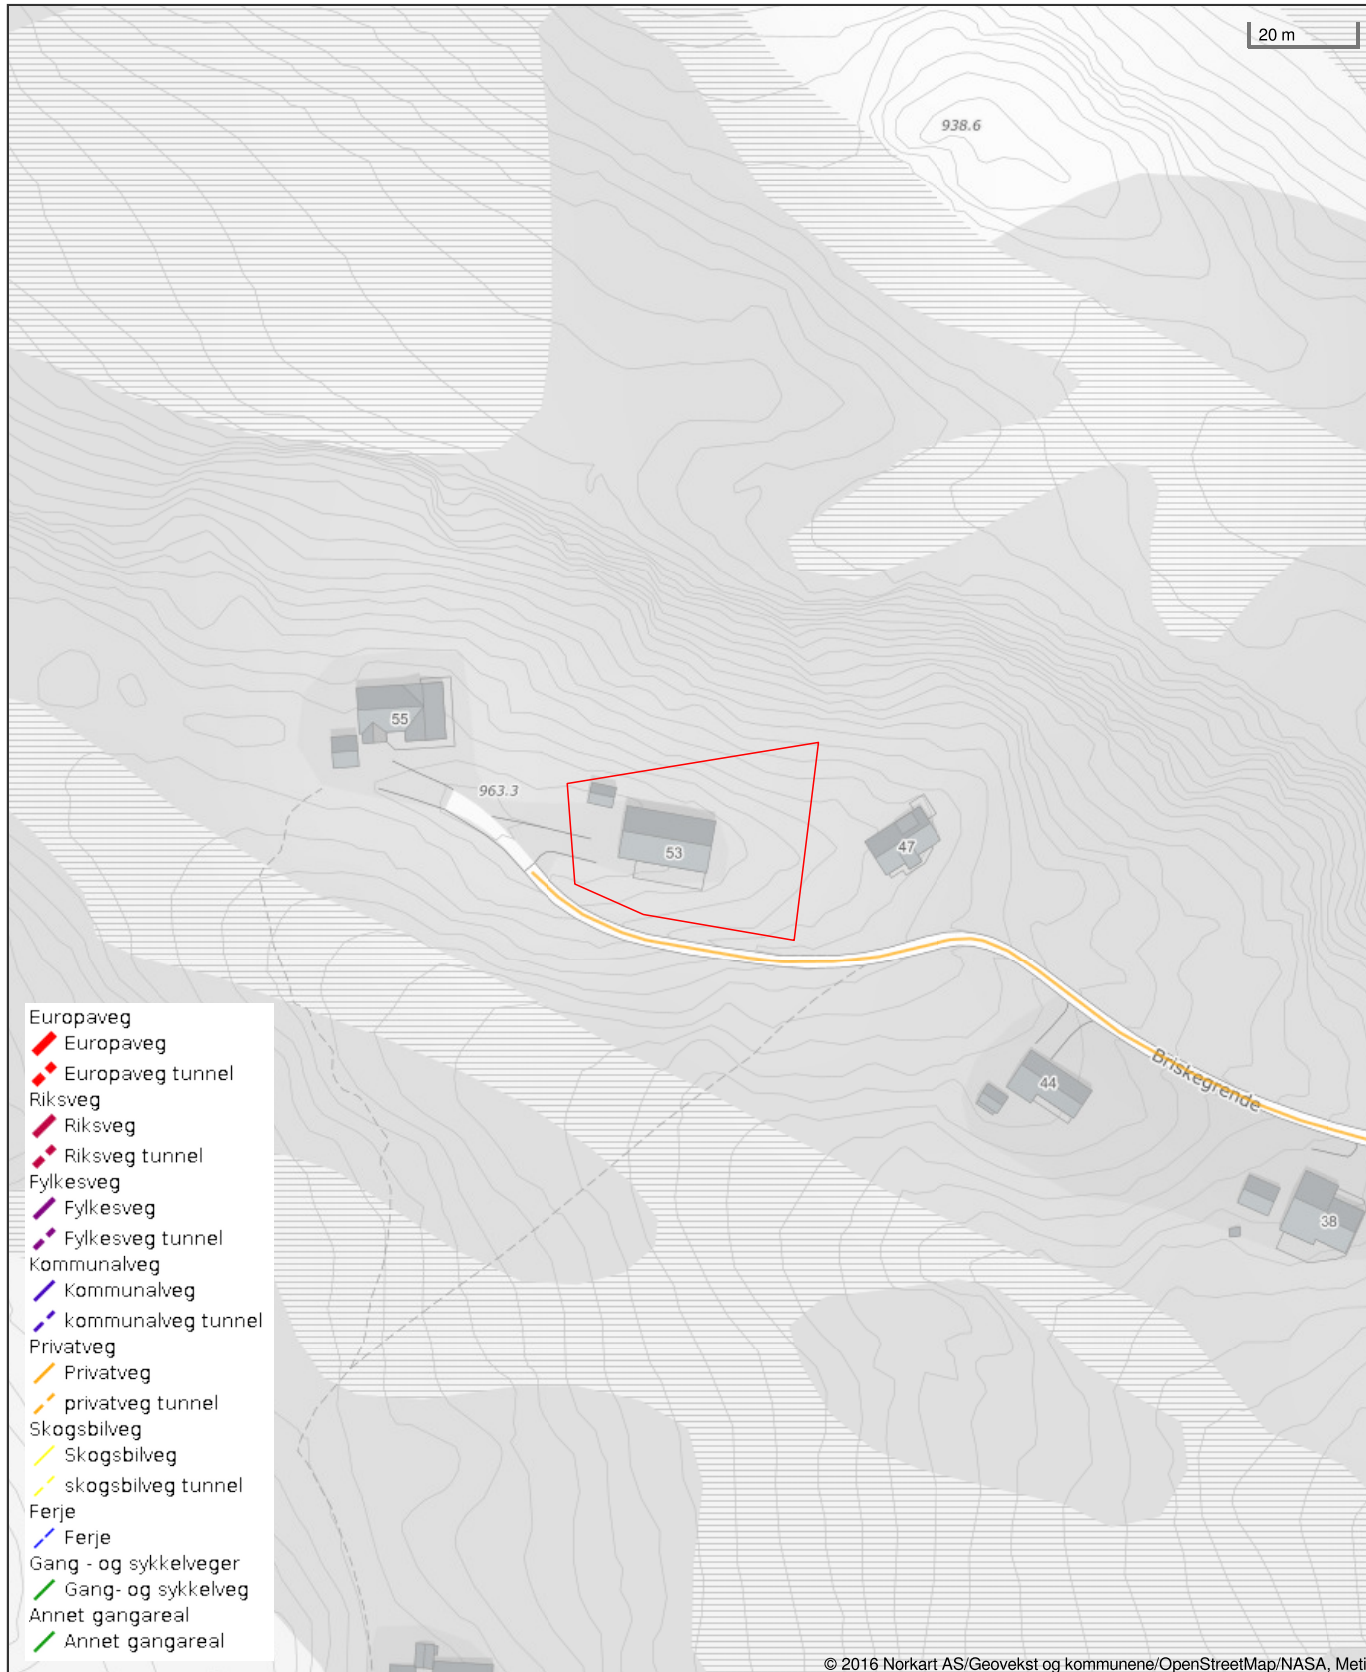 20 m
938.6
55
963.3
53
47
44
Briskegrende
38
Europaveg
Europaveg
Europaveg tunnel
Riksveg
Riksveg
Riksveg tunnel
Fylkesveg
Fylkesveg
Fylkesveg tunnel
Kommunalveg
Kommunalveg
kommunalveg tunnel
Privatveg
Privatveg
privatveg tunnel
Skogsbilveg
Skogsbilveg
skogsbilveg tunnel
Ferje
Ferje
Gang - og sykkelveger
Gang- og sykkelveg
Annet gangareal
Annet gangareal
© 2016 Norkart AS/Geovekst og kommunene/OpenStreetMap/NASA, Meti